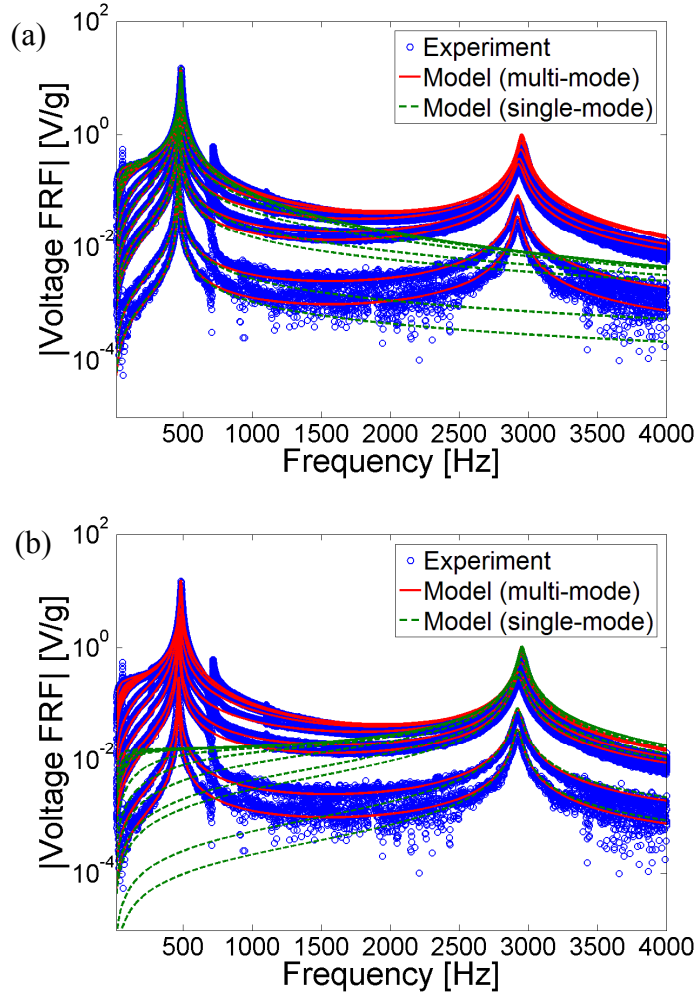 (a)
|Voltage FRF| [V/g]
10^2
10^0
10^-2
10^-4
Experiment
Model (multi-mode)
Model (single-mode)
500 1000 1500 2000 2500 3000 3500 4000
Frequency [Hz]
(b)
|Voltage FRF| [V/g]
10^2
10^0
10^-2
10^-4
Experiment
Model (multi-mode)
Model (single-mode)
500 1000 1500 2000 2500 3000 3500 4000
Frequency [Hz]